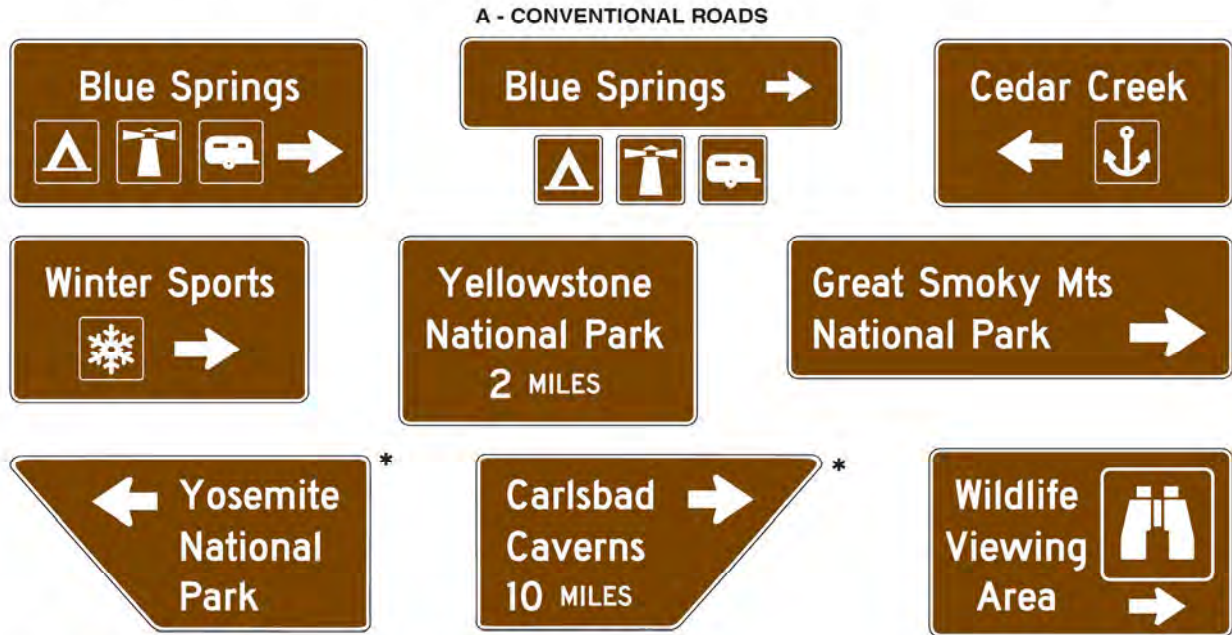 A - CONVENTIONAL ROADS
Blue Springs
Blue Springs
Cedar Creek
Winter Sports
Yellowstone
National Park
2 MILES
Great Smoky Mts
National Park
Yosemite
National
Park
*
Carlsbad
Caverns
10 MILES
*
Wildlife
Viewing
Area